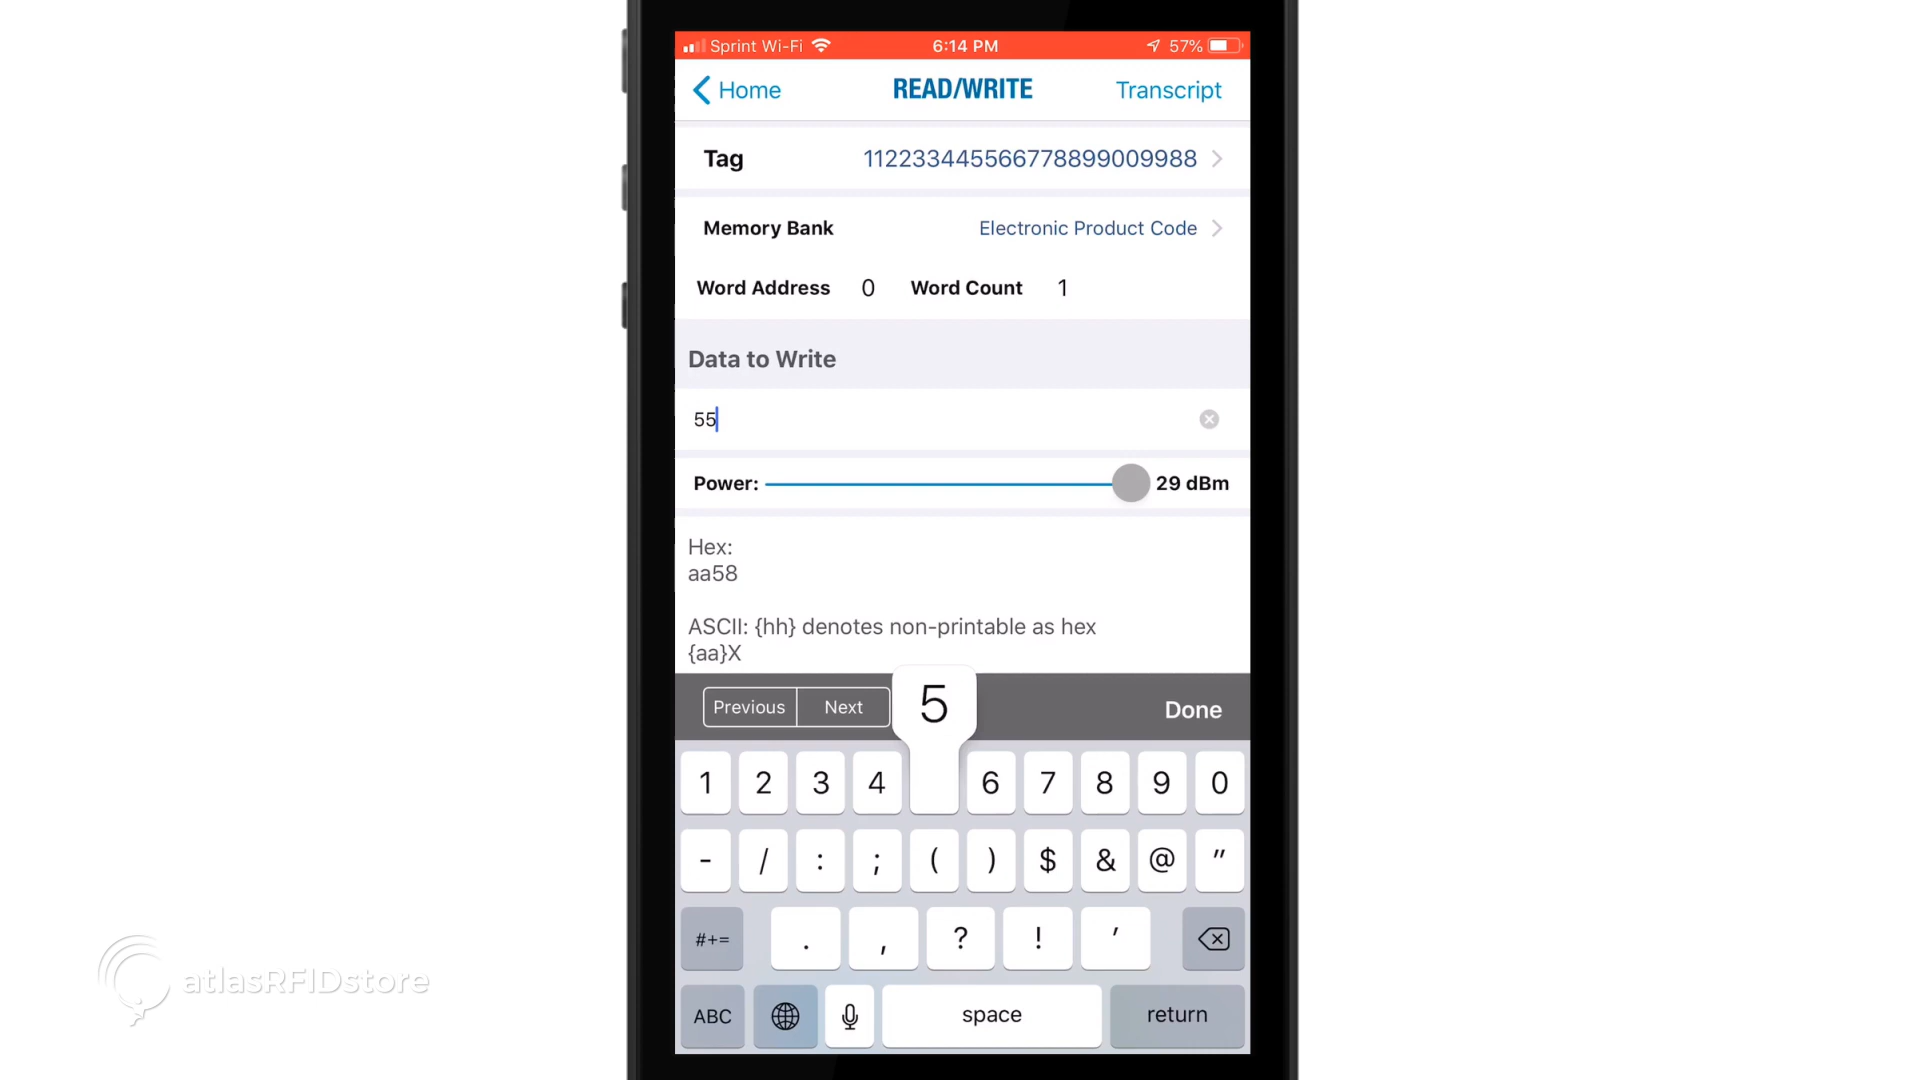 Sprint Wi-Fi 6:14 PM 57%
Home READ/WRITE Transcript
Tag 112233445566778899009988
Memory Bank Electronic Product Code
Word Address 0 Word Count 1
Data to Write
55
Power: 29 dBm
Hex:
aa58
ASCII: {hh} denotes non-printable as hex
{aa}X
Previous Next 5 Done
1 2 3 4 6 7 8 9 0
- / : ; ( ) $ & @ "
#+= . , ? ! '
ABC space return
atlasRFIDstore